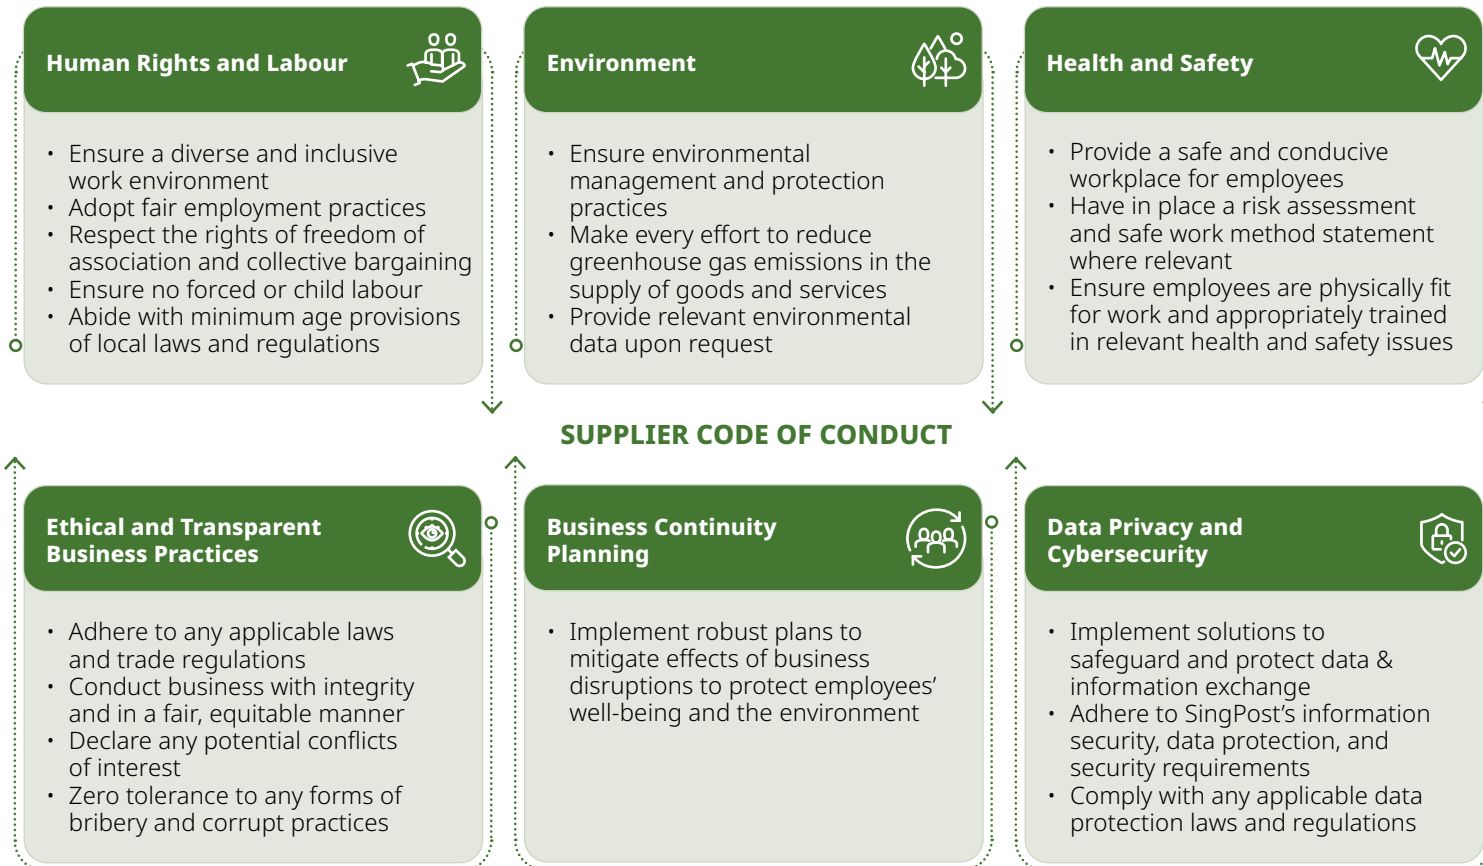 Human Rights and Labour
• Ensure a diverse and inclusive
work environment
• Adopt fair employment practices
• Respect the rights of freedom of
association and collective bargaining
• Ensure no forced or child labour
• Abide with minimum age provisions
of local laws and regulations
Environment
• Ensure environmental
management and protection
practices
• Make every effort to reduce
greenhouse gas emissions in the
supply of goods and services
• Provide relevant environmental
data upon request
Health and Safety
• Provide a safe and conducive
workplace for employees
• Have in place a risk assessment
and safe work method statement
where relevant
• Ensure employees are physically fit
for work and appropriately trained
in relevant health and safety issues
SUPPLIER CODE OF CONDUCT
Ethical and Transparent
Business Practices
• Adhere to any applicable laws
and trade regulations
• Conduct business with integrity
and in a fair, equitable manner
• Declare any potential conflicts
of interest
• Zero tolerance to any forms of
bribery and corrupt practices
Business Continuity
Planning
• Implement robust plans to
mitigate effects of business
disruptions to protect employees’
well-being and the environment
Data Privacy and
Cybersecurity
• Implement solutions to
safeguard and protect data &
information exchange
• Adhere to SingPost’s information
security, data protection, and
security requirements
• Comply with any applicable data
protection laws and regulations